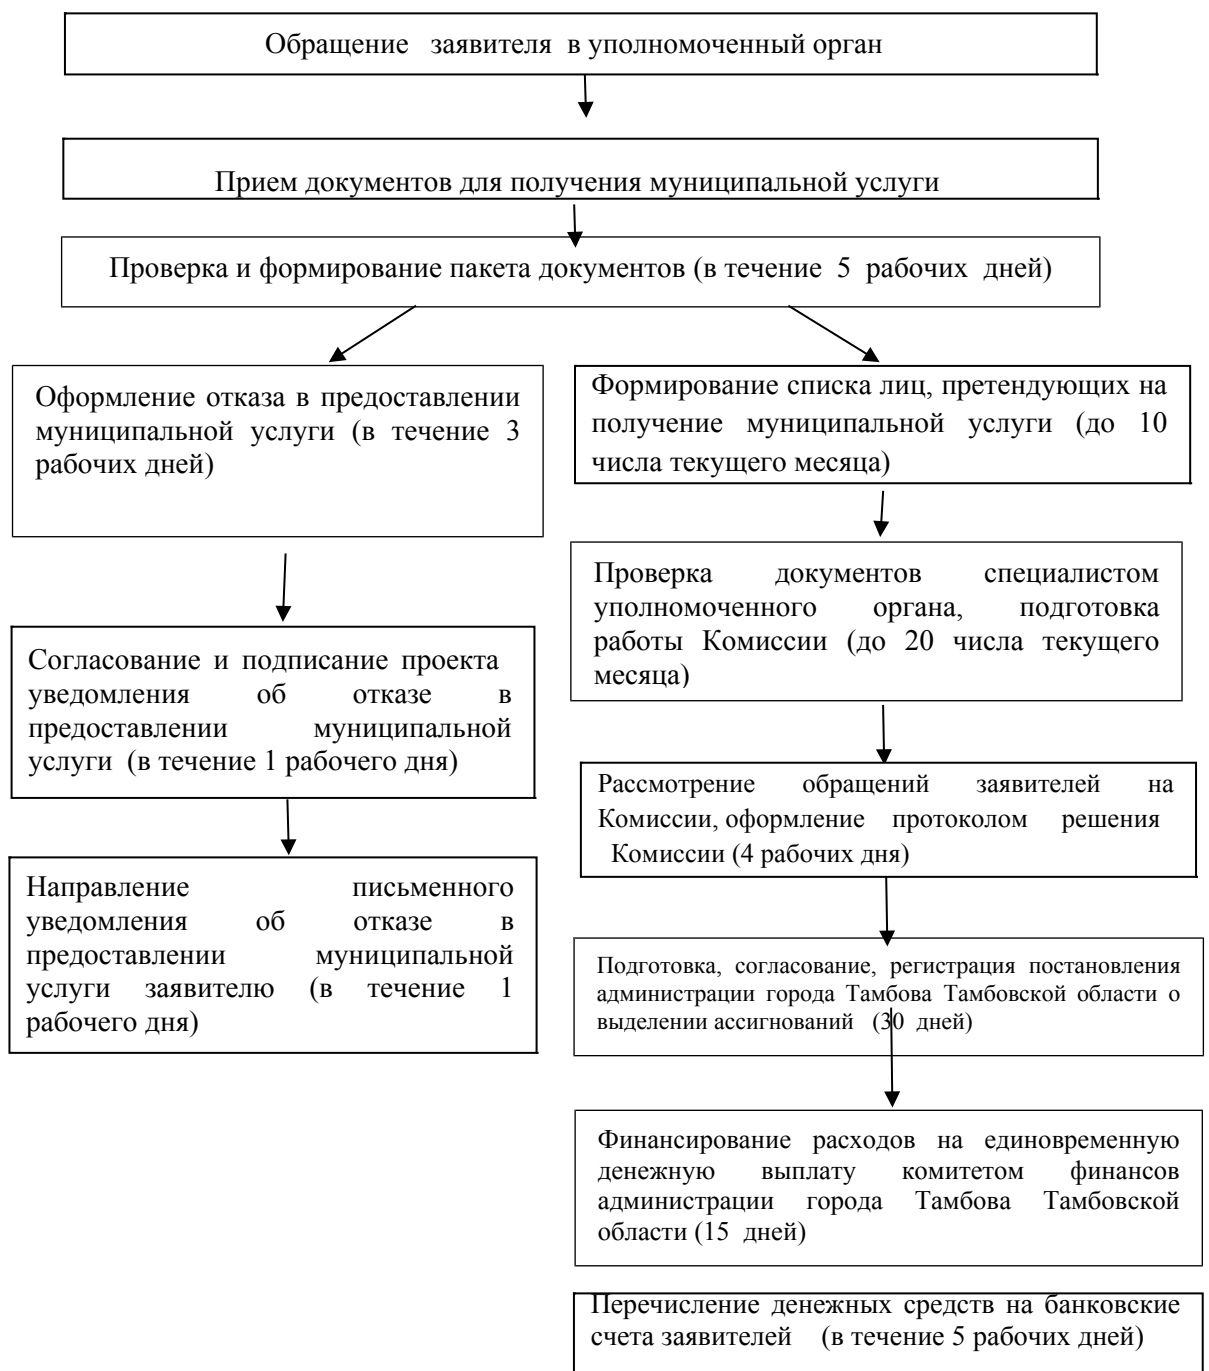 Обращение заявителя в уполномоченный орган
Прием документов для получения муниципальной услуги
Проверка и формирование пакета документов (в течение 5 рабочих дней)
Оформление отказа в предоставлении
муниципальной услуги (в течение 3
рабочих дней)
Согласование и подписание проекта
уведомления об отказе в
предоставлении муниципальной
услуги (в течение 1 рабочего дня)
Направление письменного
уведомления об отказе в
предоставлении муниципальной
услуги заявителю (в течение 1
рабочего дня)
Формирование списка лиц, претендующих на
получение муниципальной услуги (до 10
числа текущего месяца)
Проверка документов специалистом
уполномоченного органа, подготовка
работы Комиссии (до 20 числа текущего
месяца)
Рассмотрение обращений заявителей на
Комиссии, оформление протоколом решения
Комиссии (4 рабочих дня)
Подготовка, согласование, регистрация постановления
администрации города Тамбова Тамбовской области о
выделении ассигнований (30 дней)
Финансирование расходов на единовременную
денежную выплату комитетом финансов
администрации города Тамбова Тамбовской
области (15 дней)
Перечисление денежных средств на банковские
счета заявителей (в течение 5 рабочих дней)